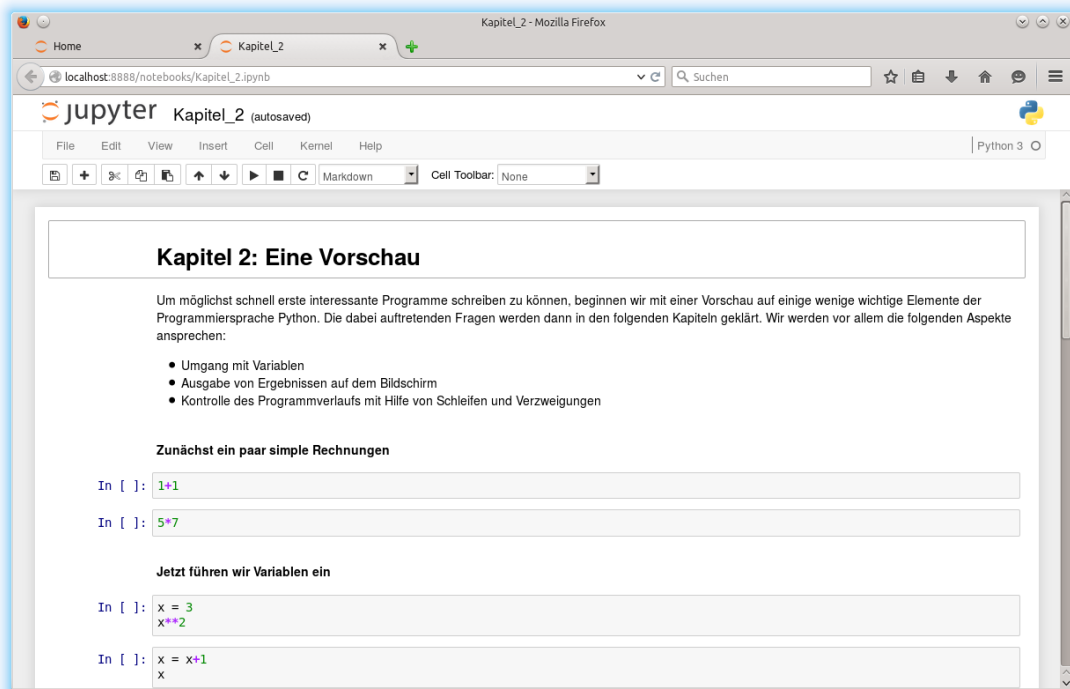 Kapitel_2 - Mozilla Firefox
Home
Kapitel_2
localhost:8888/notebooks/Kapitel_2.ipynb
Suchen
jupyter Kapitel_2 (autosaved)
File Edit View Insert Cell Kernel Help Python 3
Markdown Cell Toolbar: None
Kapitel 2: Eine Vorschau
Um möglichst schnell erste interessante Programme schreiben zu können, beginnen wir mit einer Vorschau auf einige wenige wichtige Elemente der
Programmiersprache Python. Die dabei auftretenden Fragen werden dann in den folgenden Kapiteln geklärt. Wir werden vor allem die folgenden Aspekte
ansprechen:
• Umgang mit Variablen
• Ausgabe von Ergebnissen auf dem Bildschirm
• Kontrolle des Programmverlaufs mit Hilfe von Schleifen und Verzweigungen
Zunächst ein paar simple Rechnungen
In [ ]: 1+1
In [ ]: 5*7
Jetzt führen wir Variablen ein
In [ ]: x = 3
x**2
In [ ]: x = x+1
x